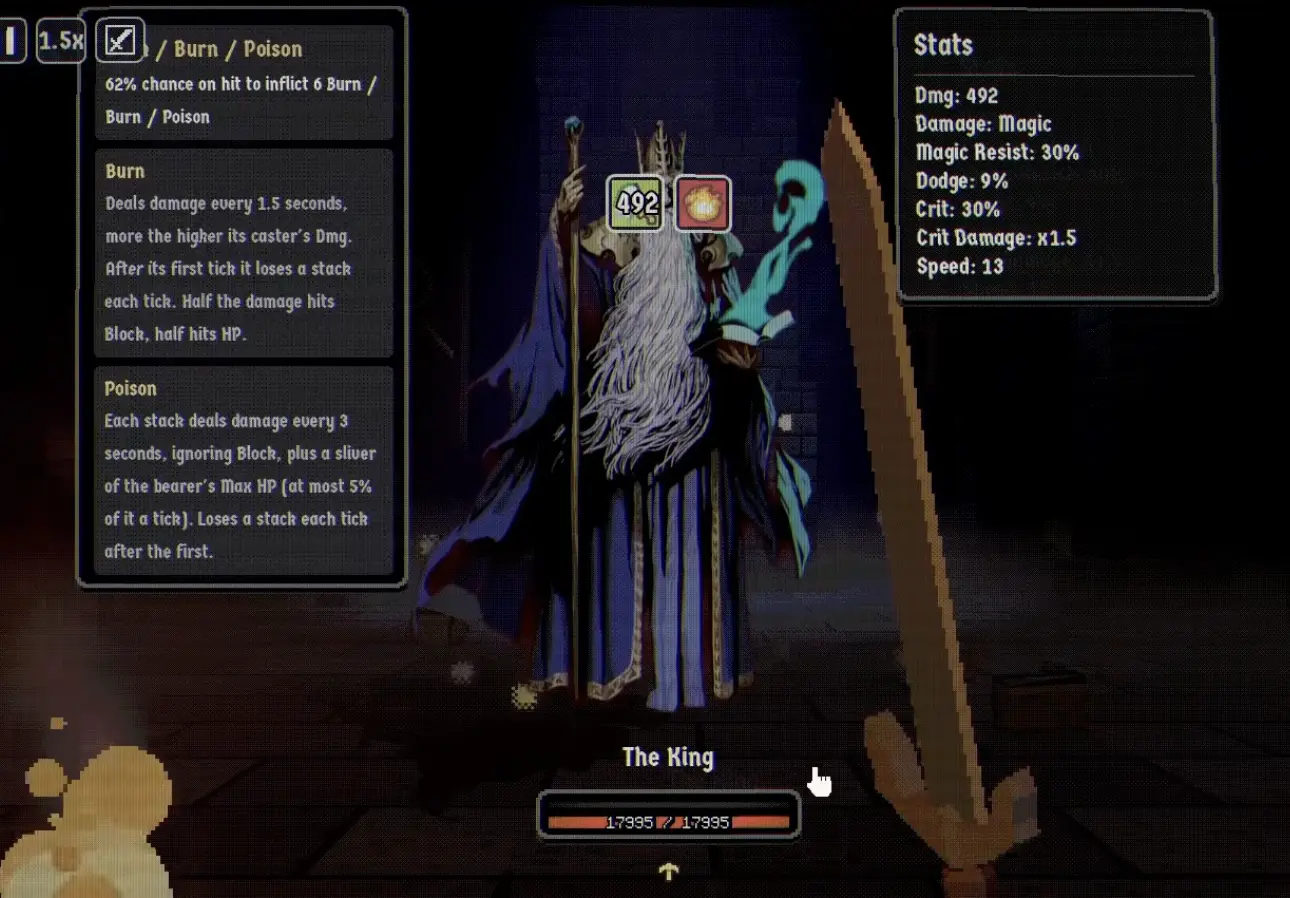 1.5x
/ Burn / Poison
62% chance on hit to inflict 6 Burn /
Burn / Poison
Burn
Deals damage every 1.5 seconds,
more the higher its caster's Dmg.
After its first tick it loses a stack
each tick. Half the damage hits
Block, half hits HP.
Poison
Each stack deals damage every 3
seconds, ignoring Block, plus a sliver
of the bearer's Max HP (at most 5%
of it a tick). Loses a stack each tick
after the first.
492
Stats
Dmg: 492
Damage: Magic
Magic Resist: 30%
Dodge: 9%
Crit: 30%
Crit Damage: x1.5
Speed: 13
The King
17995 / 17995